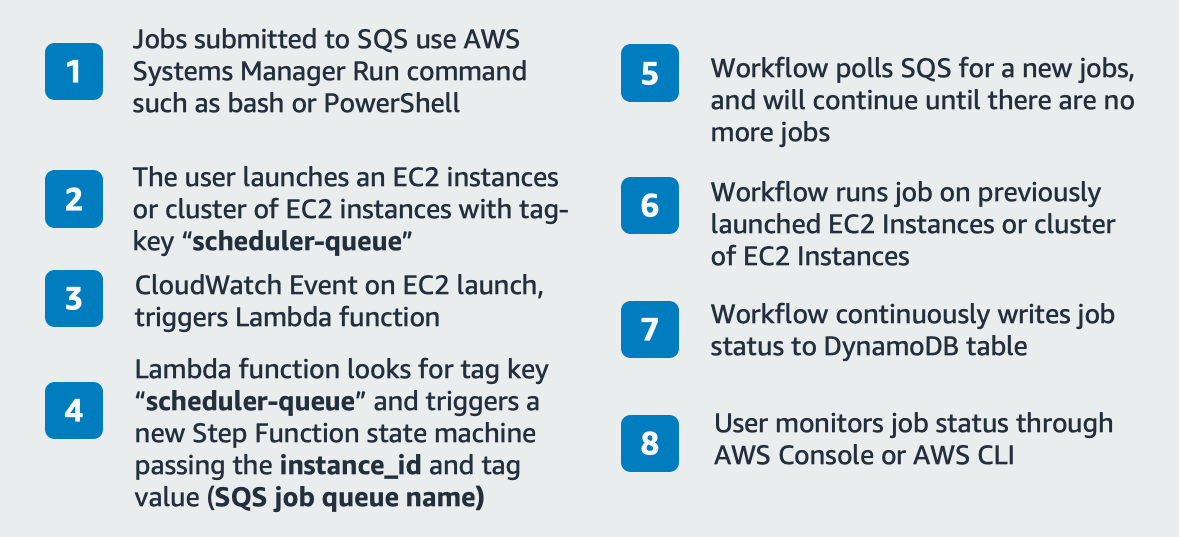 1
Jobs submitted to SQS use AWS
Systems Manager Run command
such as bash or PowerShell
2
The user launches an EC2 instances
or cluster of EC2 instances with tag-
key “scheduler-queue”
3
CloudWatch Event on EC2 launch,
triggers Lambda function
4
Lambda function looks for tag key
“scheduler-queue” and triggers a
new Step Function state machine
passing the instance_id and tag
value (SQS job queue name)
5
Workflow polls SQS for a new jobs,
and will continue until there are no
more jobs
6
Workflow runs job on previously
launched EC2 Instances or cluster
of EC2 Instances
7
Workflow continuously writes job
status to DynamoDB table
8
User monitors job status through
AWS Console or AWS CLI